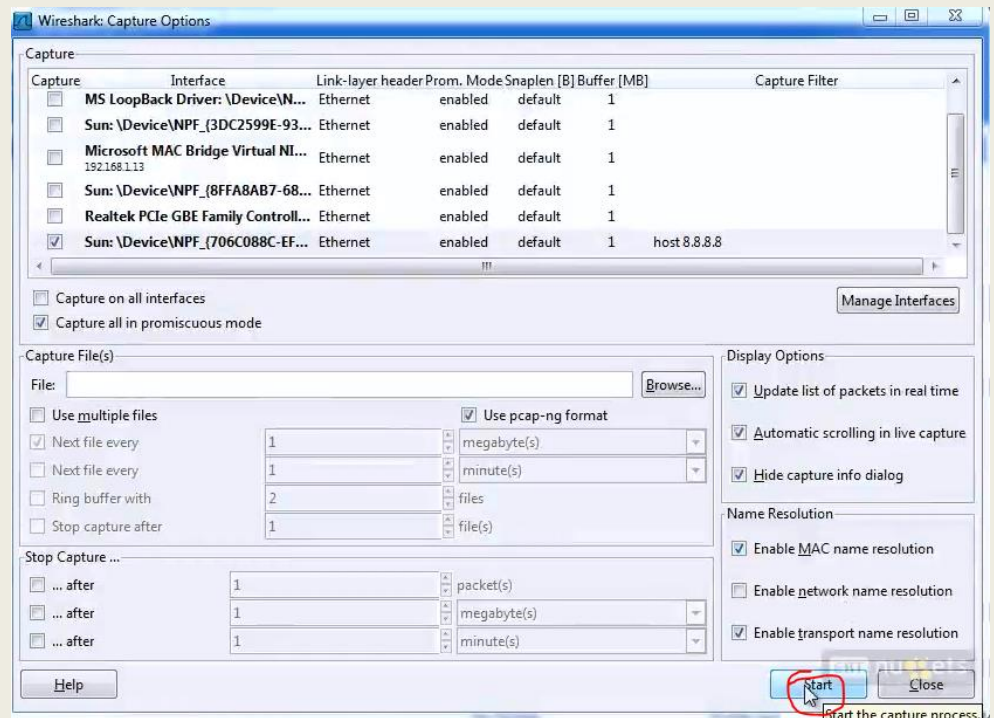 Wireshark: Capture Options
Capture
Capture Interface Link-layer header Prom. Mode Snaplen [B] Buffer [MB] Capture Filter
MS LoopBack Driver: \Device\N... Ethernet enabled default 1
Sun: \Device\NPF_{3DC2599E-93... Ethernet enabled default 1
Microsoft MAC Bridge Virtual NI... Ethernet enabled default 1
192.168.1.13
Sun: \Device\NPF_{8FFA8AB7-68... Ethernet enabled default 1
Realtek PCIe GBE Family Controll... Ethernet enabled default 1
Sun: \Device\NPF_{706C088C-EF... Ethernet enabled default 1 host 8.8.8.8
Capture on all interfaces
Manage Interfaces
Capture all in promiscuous mode
Capture File(s)
File: Browse...
Use multiple files Use pcap-ng format
Next file every 1 megabyte(s)
Next file every 1 minute(s)
Ring buffer with 2 files
Stop capture after 1 file(s)
Stop Capture ...
... after 1 packet(s)
... after 1 megabyte(s)
... after 1 minute(s)
Display Options
Update list of packets in real time
Automatic scrolling in live capture
Hide capture info dialog
Name Resolution
Enable MAC name resolution
Enable network name resolution
Enable transport name resolution
Help Start Close
Start the capture process.